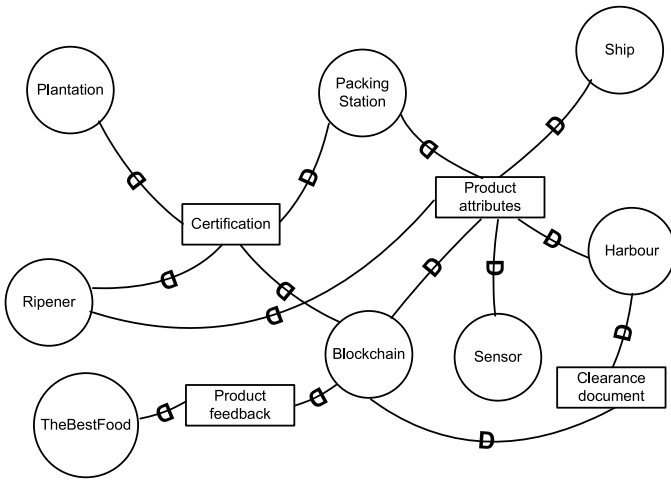 Plantation
Packing
Station
Ship
Certification
Product
attributes
Harbour
Ripener
Blockchain
Sensor
Clearance
document
Product
feedback
TheBestFood
D
D
D
D
D
D
D
D
D
D
D
D
D
D